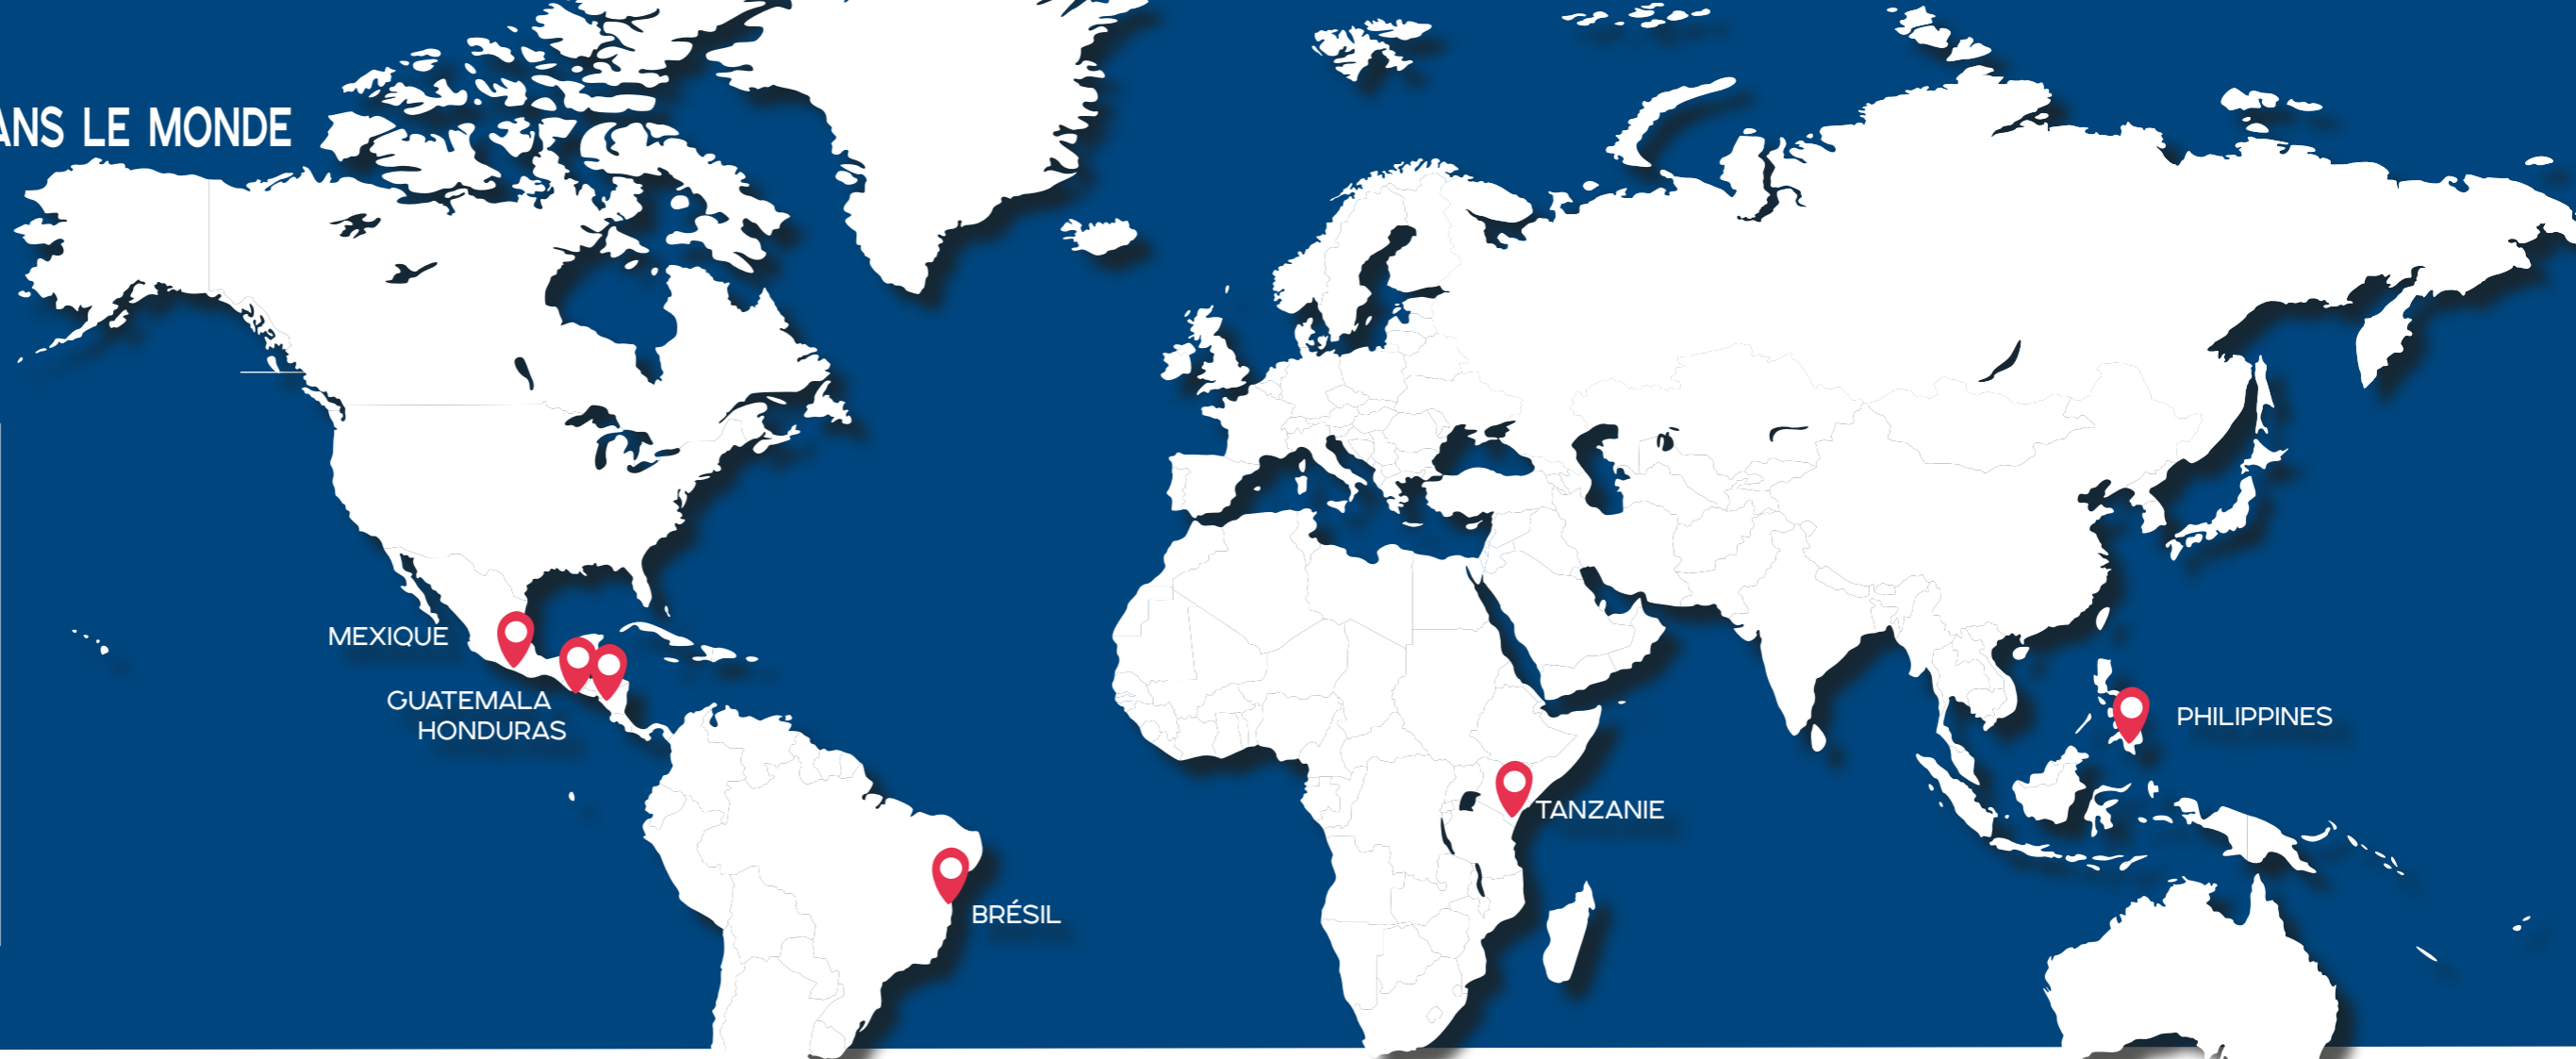 ANS LE MONDE
MEXIQUE
GUATEMALA
HONDURAS
PHILIPPINES
TANZANIE
BRÉSIL